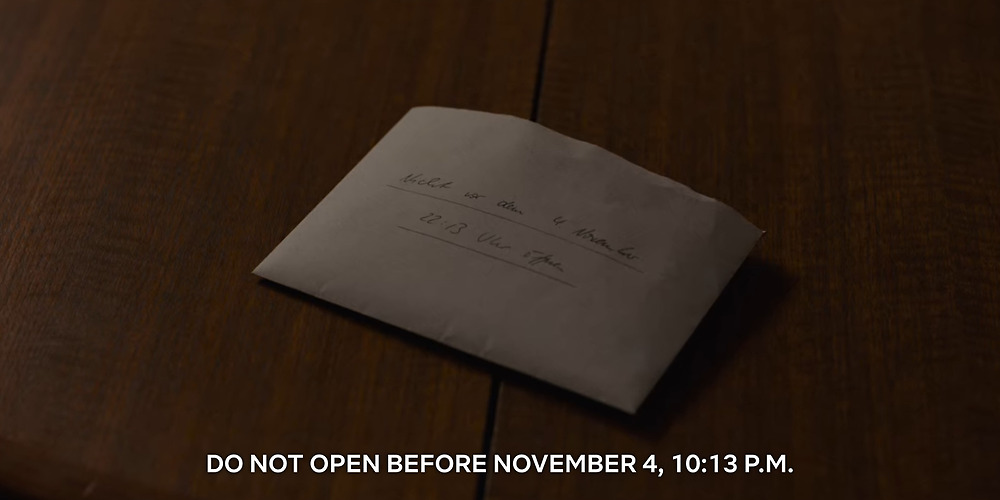 Nicht vor dem 4 November
22:13 Uhr öffnen
DO NOT OPEN BEFORE NOVEMBER 4, 10:13 P.M.